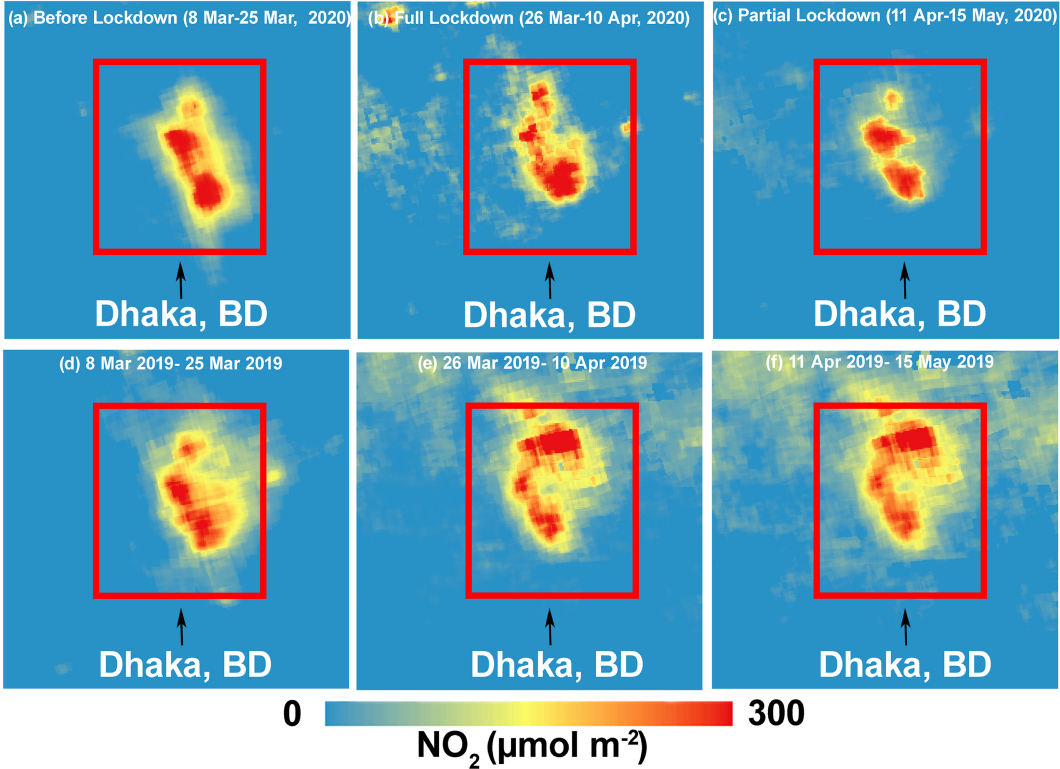 (a) Before Lockdown (8 Mar-25 Mar, 2020)
(b) Full Lockdown (26 Mar-10 Apr, 2020)
(c) Partial Lockdown (11 Apr-15 May, 2020)
Dhaka, BD
Dhaka, BD
Dhaka, BD
(d) 8 Mar 2019- 25 Mar 2019
(e) 26 Mar 2019- 10 Apr 2019
(f) 11 Apr 2019- 15 May 2019
Dhaka, BD
Dhaka, BD
Dhaka, BD
0
300
NO₂ (µmol m⁻²)